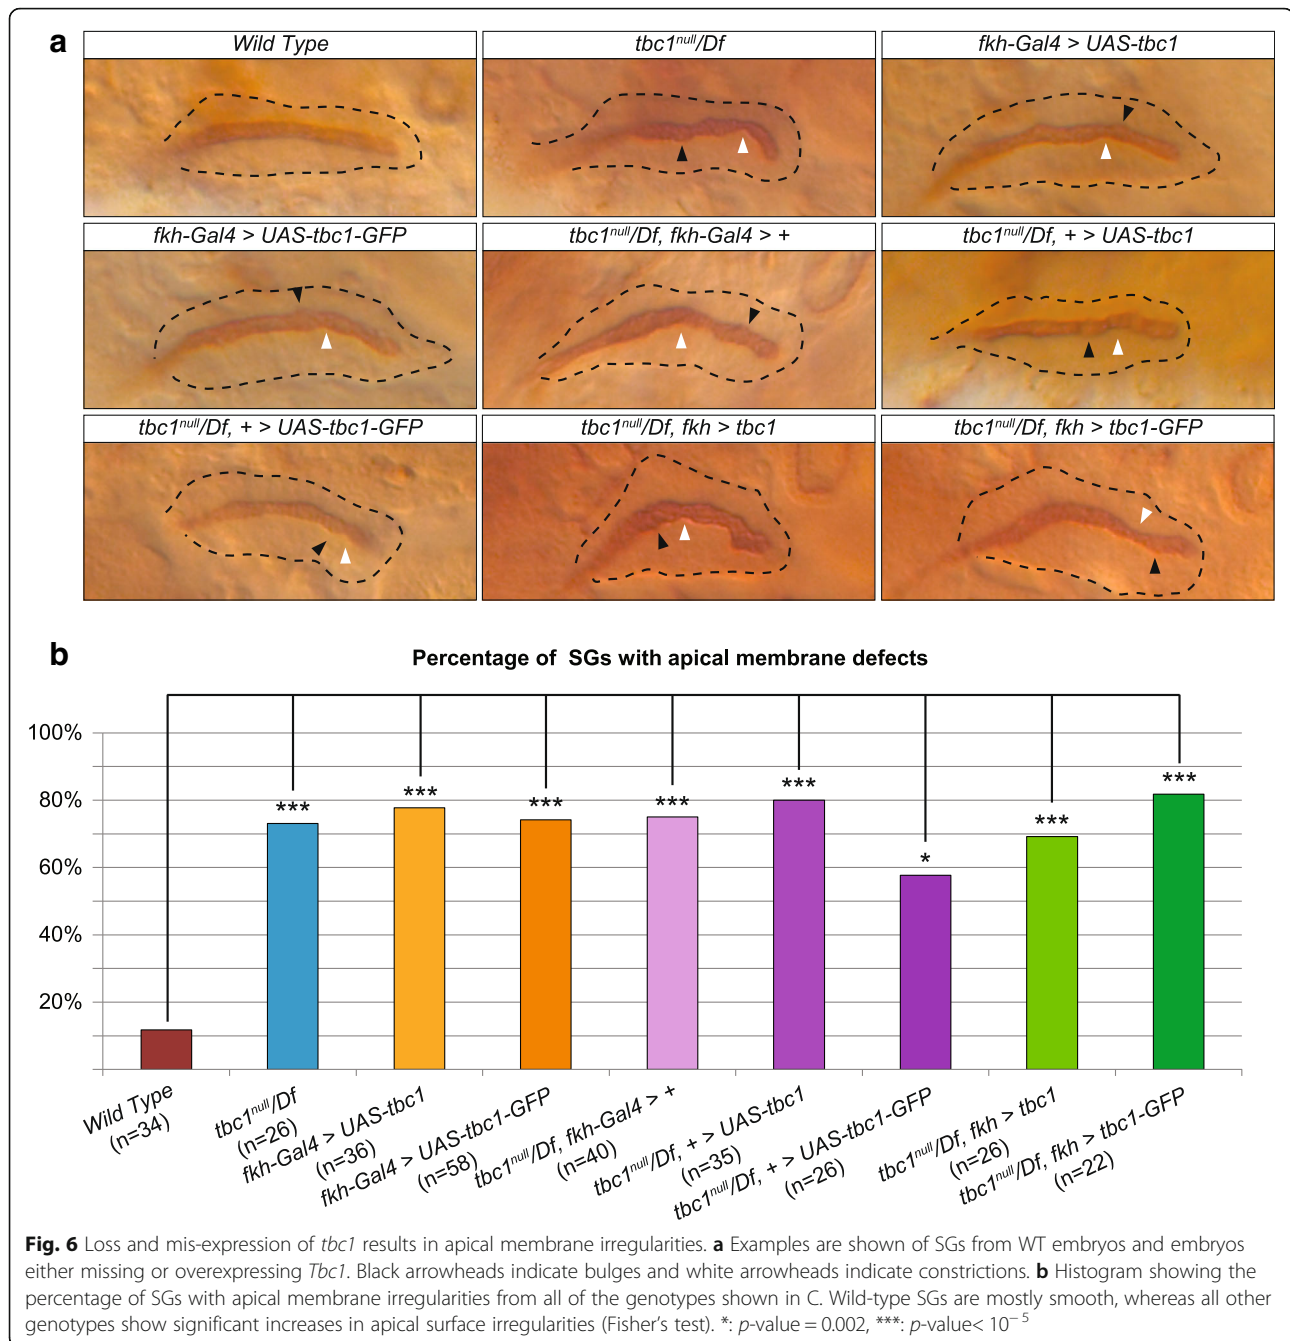 a
Wild Type
tbc1null/Df
fkh-Gal4 > UAS-tbc1
fkh-Gal4 > UAS-tbc1-GFP
tbc1null/Df, fkh-Gal4 > +
tbc1null/Df, + > UAS-tbc1
tbc1null/Df, + > UAS-tbc1-GFP
tbc1null/Df, fkh > tbc1
tbc1null/Df, fkh > tbc1-GFP
b
Percentage of SGs with apical membrane defects
100%
80%
60%
40%
20%
***
***
***
***
***
*
***
***
Wild Type
(n=34)
tbc1null/Df
(n=26)
fkh-Gal4 > UAS-tbc1
(n=36)
fkh-Gal4 > UAS-tbc1-GFP
(n=58)
tbc1null/Df, fkh-Gal4 > +
(n=40)
tbc1null/Df, + > UAS-tbc1
(n=35)
tbc1null/Df, + > UAS-tbc1-GFP
(n=26)
tbc1null/Df, fkh > tbc1
(n=26)
tbc1null/Df, fkh > tbc1-GFP
(n=22)
Fig. 6 Loss and mis-expression of tbc1 results in apical membrane irregularities. a Examples are shown of SGs from WT embryos and embryos
either missing or overexpressing Tbc1. Black arrowheads indicate bulges and white arrowheads indicate constrictions. b Histogram showing the
percentage of SGs with apical membrane irregularities from all of the genotypes shown in C. Wild-type SGs are mostly smooth, whereas all other
genotypes show significant increases in apical surface irregularities (Fisher's test). *: p-value = 0.002, ***: p-value< 10− 5